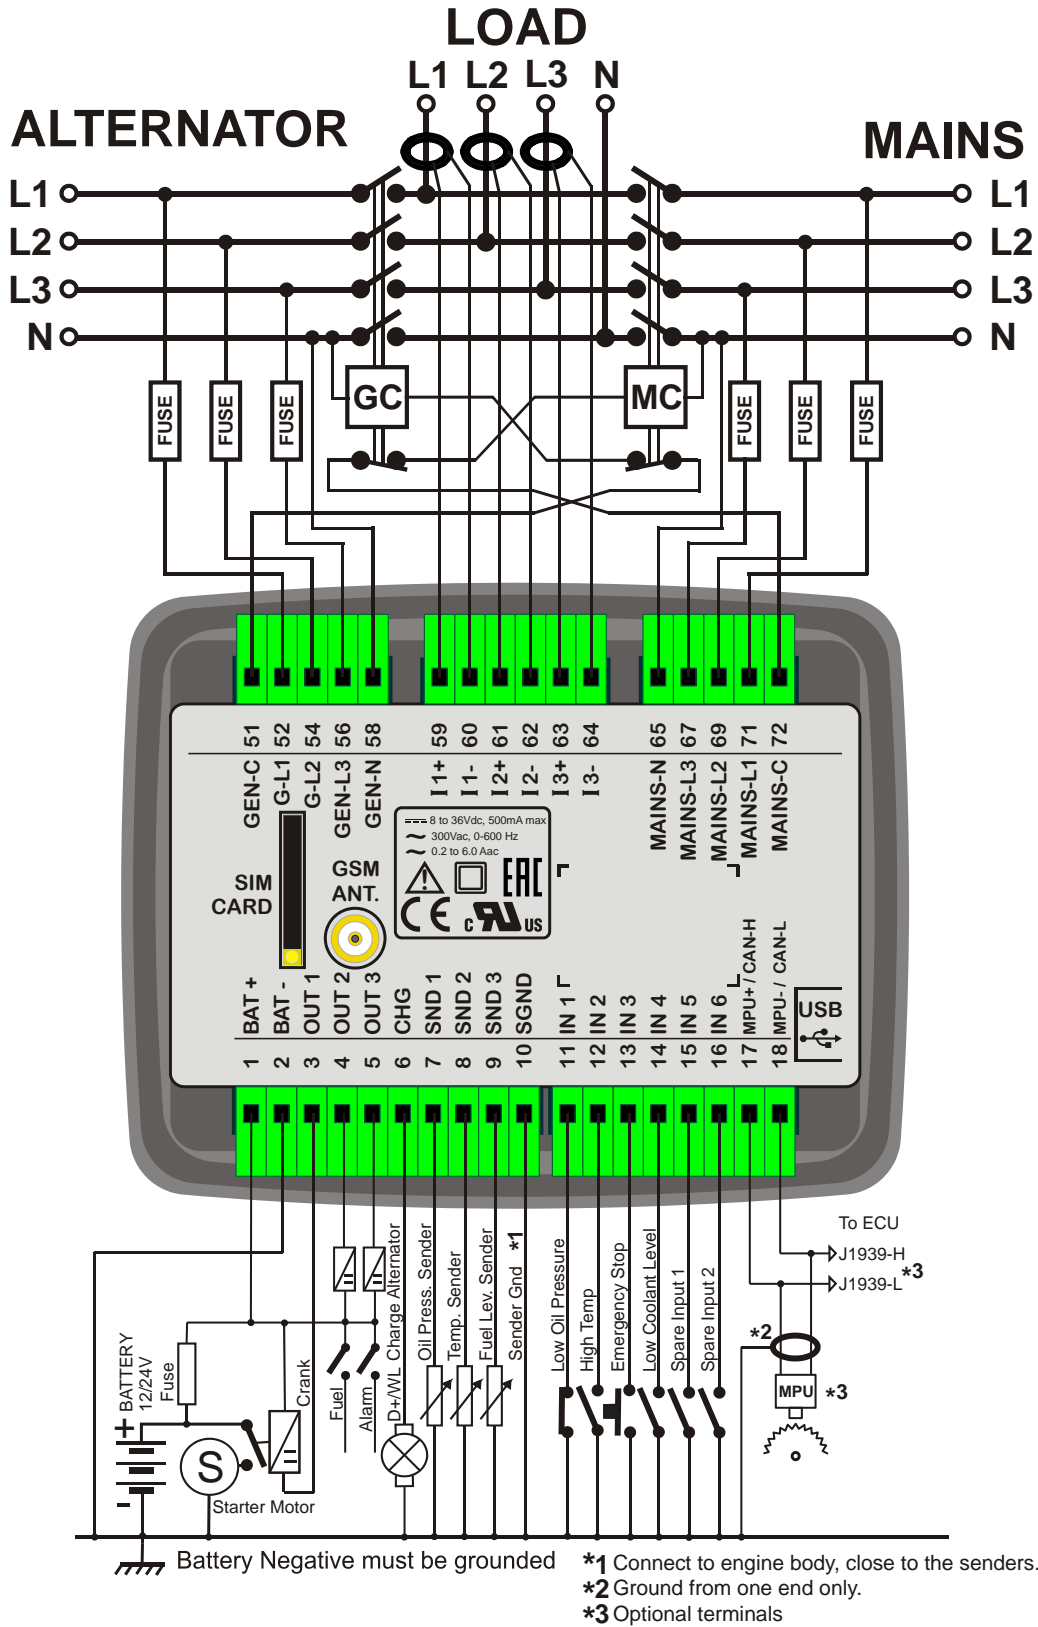 LOAD
L1 L2 L3 N
ALTERNATOR
MAINS
L1
L2
L3
N
L1
L2
L3
N
GC
MC
FUSE
FUSE
FUSE
FUSE
FUSE
FUSE
GEN-C 51
G-L1 52
G-L2 54
GEN-L3 56
GEN-N 58
I1+ 59
I1- 60
I2+ 61
I2- 62
I3+ 63
I3- 64
MAINS-N 65
MAINS-L3 67
MAINS-L2 69
MAINS-L1 71
MAINS-C 72
8 to 36Vdc, 500mA max
300Vac, 0-600 Hz
0.2 to 6.0 Aac
EAC
CE
C RU US
SIM
CARD
GSM
ANT.
1 BAT +
2 BAT -
3 OUT 1
4 OUT 2
5 OUT 3
6 CHG
7 SND 1
8 SND 2
9 SND 3
10 SGND
11 IN 1
12 IN 2
13 IN 3
14 IN 4
15 IN 5
16 IN 6
17 MPU+ / CAN-H
18 MPU- / CAN-L
USB
To ECU
J1939-H
J1939-L *3
*2
MPU *3
+ BATTERY
12/24V
-
Fuse
Crank
Fuel
Alarm
D+/WL Charge Alternator
Oil Press. Sender
Temp. Sender
Fuel Lev. Sender
Sender Gnd *1
Low Oil Pressure
High Temp
Emergency Stop
Low Coolant Level
Spare Input 1
Spare Input 2
S
Starter Motor
Battery Negative must be grounded
*1 Connect to engine body, close to the senders.
*2 Ground from one end only.
*3 Optional terminals